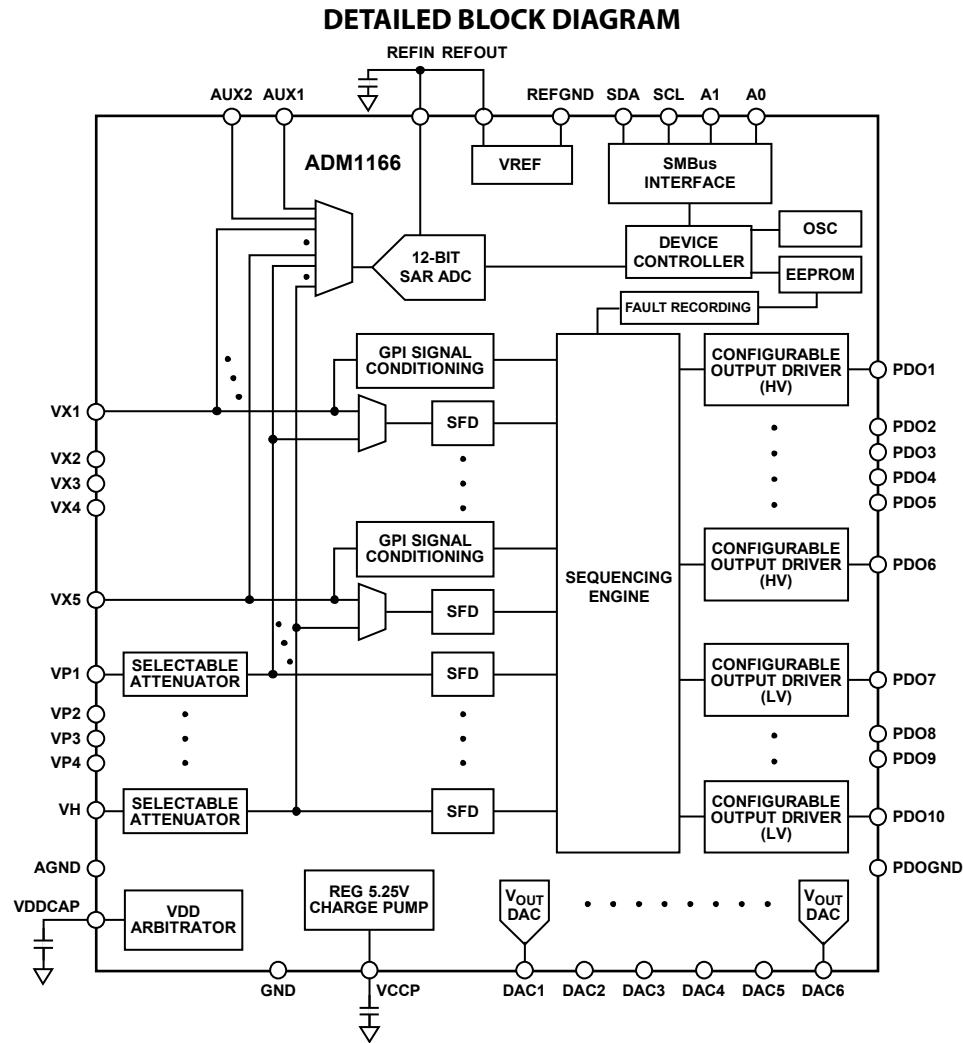 DETAILED BLOCK DIAGRAM
REFIN REFOUT
AUX2 AUX1
REFGND SDA SCL A1 A0
ADM1166
VREF
SMBus
INTERFACE
12-BIT
SAR ADC
DEVICE
CONTROLLER
OSC
EEPROM
FAULT RECORDING
GPI SIGNAL
CONDITIONING
CONFIGURABLE
OUTPUT DRIVER
(HV)
PDO1
VX1
SFD
PDO2
VX2
PDO3
VX3
PDO4
VX4
PDO5
GPI SIGNAL
CONDITIONING
CONFIGURABLE
OUTPUT DRIVER
(HV)
PDO6
SEQUENCING
ENGINE
VX5
SFD
VP1
SELECTABLE
ATTENUATOR
SFD
CONFIGURABLE
OUTPUT DRIVER
(LV)
PDO7
VP2
VP3
VP4
PDO8
PDO9
VH
SELECTABLE
ATTENUATOR
SFD
CONFIGURABLE
OUTPUT DRIVER
(LV)
PDO10
AGND
PDOGND
VDDCAP
VDD
ARBITRATOR
REG 5.25V
CHARGE PUMP
VOUT
DAC
VOUT
DAC
GND
VCCP
DAC1 DAC2 DAC3 DAC4 DAC5 DAC6